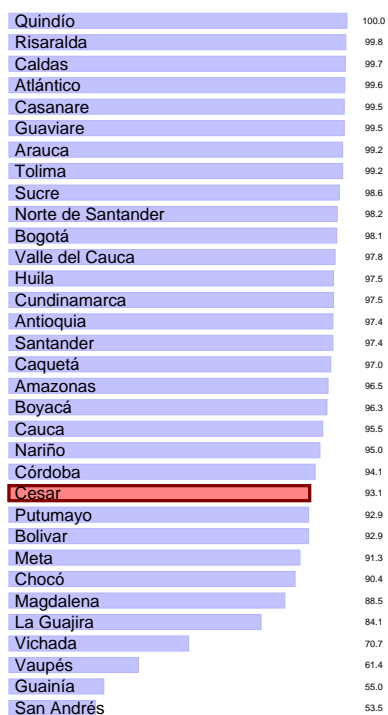 Quindío 100.0
Risaralda 99.8
Caldas 99.7
Atlántico 99.6
Casanare 99.5
Guaviare 99.5
Arauca 99.2
Tolima 99.2
Sucre 98.6
Norte de Santander 98.2
Bogotá 98.1
Valle del Cauca 97.8
Huila 97.5
Cundinamarca 97.5
Antioquia 97.4
Santander 97.4
Caquetá 97.0
Amazonas 96.5
Boyacá 96.3
Cauca 95.5
Nariño 95.0
Córdoba 94.1
Cesar 93.1
Putumayo 92.9
Bolivar 92.9
Meta 91.3
Chocó 90.4
Magdalena 88.5
La Guajira 84.1
Vichada 70.7
Vaupés 61.4
Guainía 55.0
San Andrés 53.5